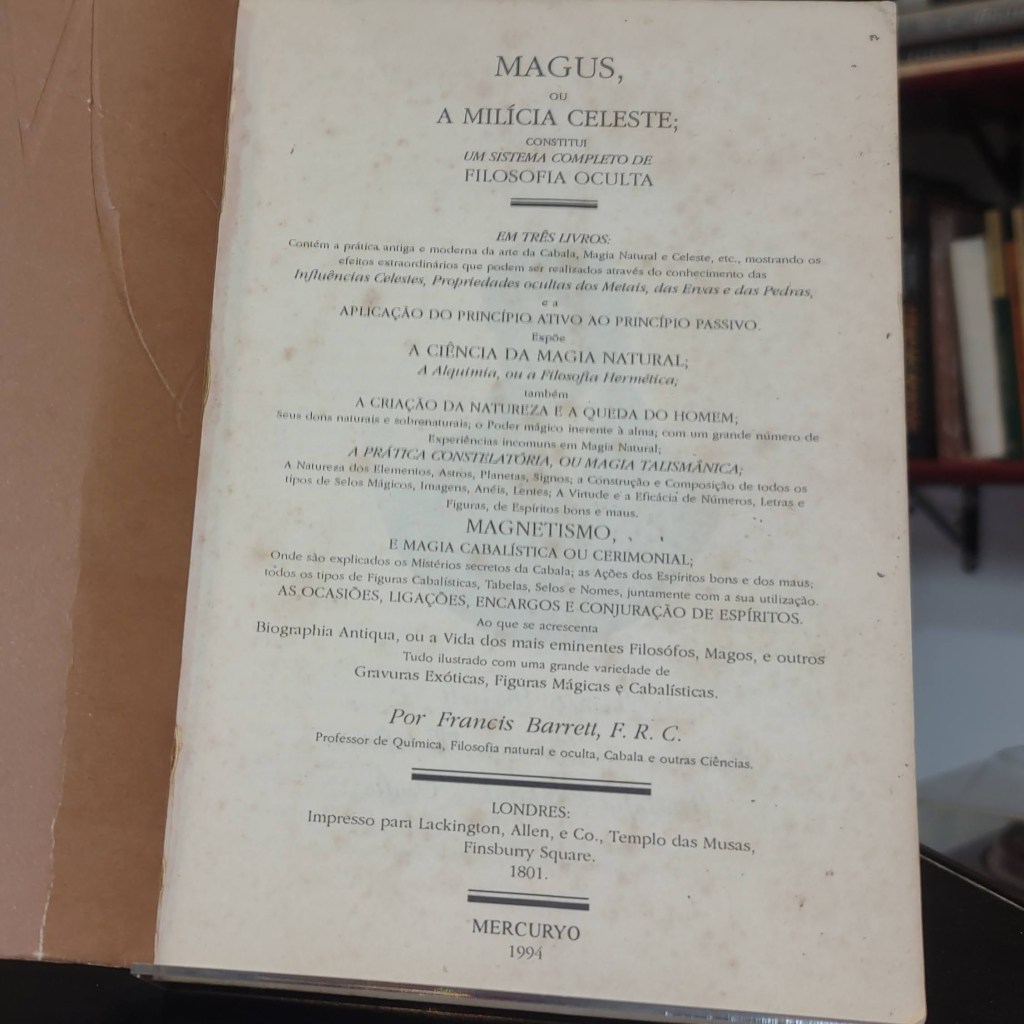 MAGUS,
OU
A MILÍCIA CELESTE;
CONSTITUI
UM SISTEMA COMPLETO DE
FILOSOFIA OCULTA
EM TRÊS LIVROS:
Contém a prática antiga e moderna da arte da Cabala, Magia Natural e Celeste, etc., mostrando os
efeitos extraordinários que podem ser realizados através do conhecimento das
Influências Celestes, Propriedades ocultas dos Metais, das Ervas e das Pedras,
e a
APLICAÇÃO DO PRINCÍPIO ATIVO AO PRINCÍPIO PASSIVO.
Expõe
A CIÊNCIA DA MAGIA NATURAL;
A Alquimia, ou a Filosofia Hermética;
também
A CRIAÇÃO DA NATUREZA E A QUEDA DO HOMEM;
Seus dons naturais e sobrenaturais; o Poder mágico inerente à alma; com um grande número de
Experiências incomuns em Magia Natural;
A PRÁTICA CONSTELATÓRIA, OU MAGIA TALISMÂNICA;
A Natureza dos Elementos, Astros, Planetas, Signos; a Construção e Composição de todos os
tipos de Selos Mágicos, Imagens, Anéis, Lentes; A Virtude e a Eficácia de Números, Letras e
Figuras, de Espíritos bons e maus.
MAGNETISMO,
E MAGIA CABALÍSTICA OU CERIMONIAL;
Onde são explicados os Mistérios secretos da Cabala; as Ações dos Espíritos bons e dos maus;
todos os tipos de Figuras Cabalísticas, Tabelas, Selos e Nomes, juntamente com a sua utilização.
AS OCASIÕES, LIGAÇÕES, ENCARGOS E CONJURAÇÃO DE ESPÍRITOS.
Ao que se acrescenta
Biographia Antiqua, ou a Vida dos mais eminentes Filosófos, Magos, e outros
Tudo ilustrado com uma grande variedade de
Gravuras Exóticas, Figuras Mágicas e Cabalísticas.
Por Francis Barrett, F. R. C.
Professor de Química, Filosofia natural e oculta, Cabala e outras Ciências.
LONDRES:
Impresso para Lackington, Allen, e Co., Templo das Musas,
Finsburry Square.
1801.
MERCURYO
1994